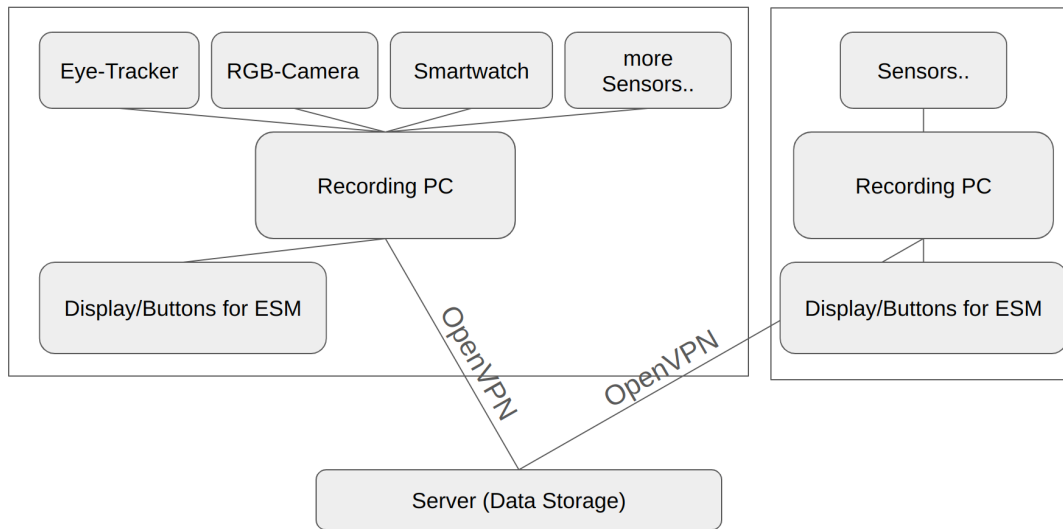 Eye-Tracker
RGB-Camera
Smartwatch
more
Sensors..
Recording PC
Display/Buttons for ESM
Sensors..
Recording PC
Display/Buttons for ESM
OpenVPN
OpenVPN
Server (Data Storage)